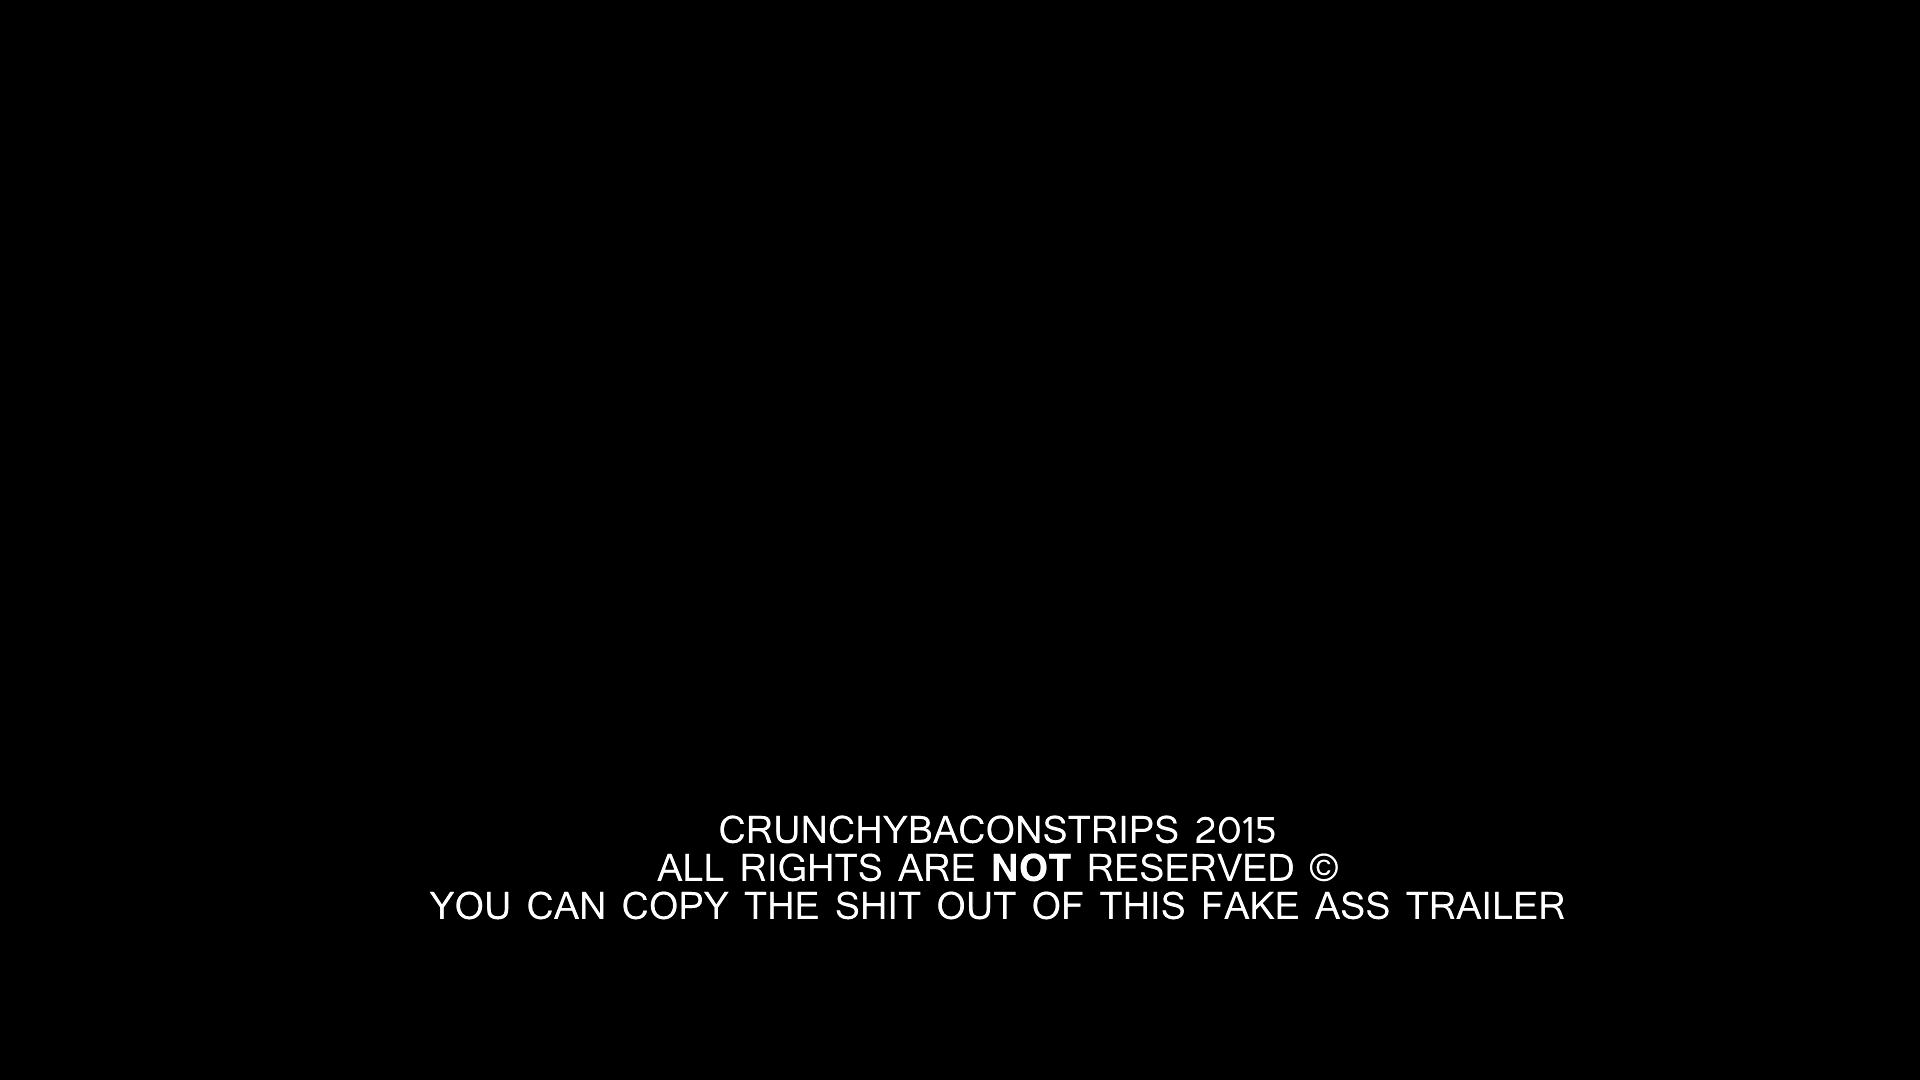 CRUNCHYBACONSTRIPS 2015
ALL RIGHTS ARE NOT RESERVED ©
YOU CAN COPY THE SHIT OUT OF THIS FAKE ASS TRAILER